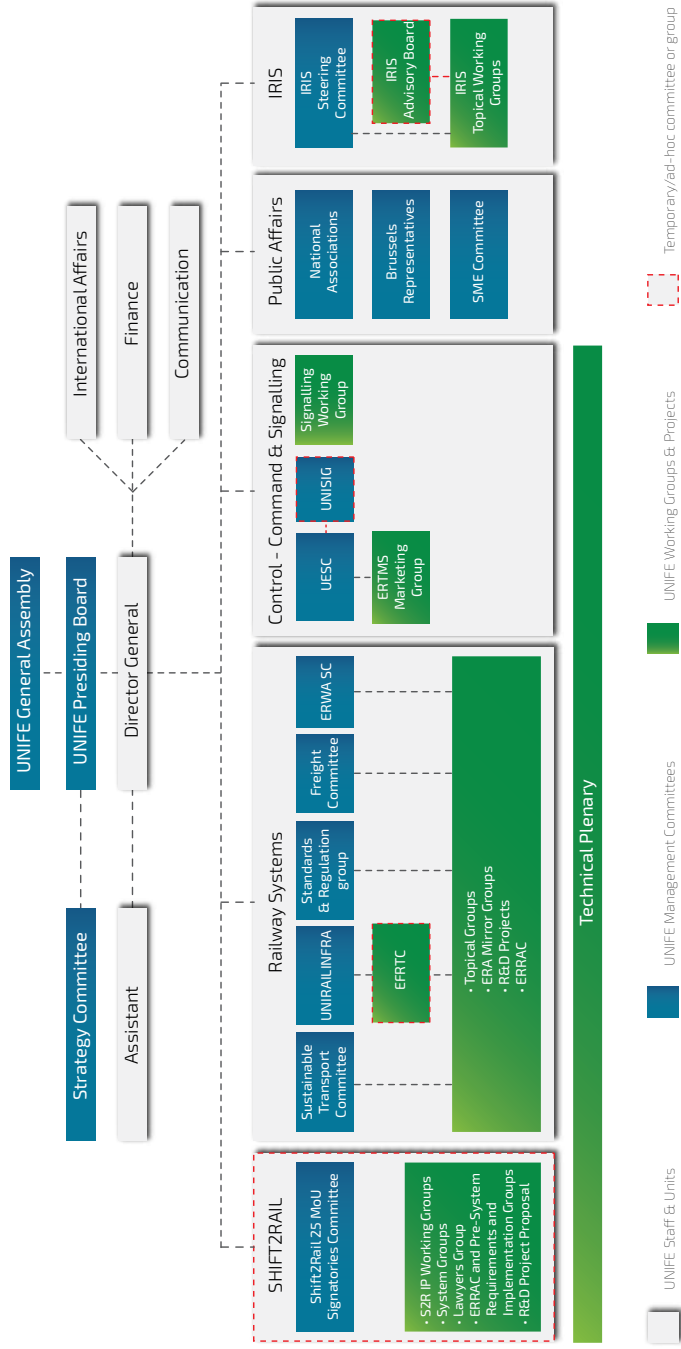 UNIFE General Assembly
Strategy Committee
UNIFE Presiding Board
International Affairs
Assistant
Director General
Finance
Communication
SHIFT2RAIL
Shift2Rail 25 MoU
Signatories Committee
• S2R IP Working Groups
• System Groups
• Lawyers Group
• ERRAC and Pre-System
Requirements and
Implementation Groups
• R&D Project Proposal
Railway Systems
Sustainable
Transport
Committee
UNIRAILINFRA
Standards
& Regulation
group
Freight
Committee
ERWA SC
EFRTC
• Topical Groups
• ERA Mirror Groups
• R&D Projects
• ERRAC
Control - Command & Signalling
UESC
UNISIG
Signalling
Working
Group
ERTMS
Marketing
Group
Public Affairs
National
Associations
Brussels
Representatives
SME Committee
IRIS
IRIS
Steering
Committee
IRIS
Advisory Board
IRIS
Topical Working
Groups
Technical Plenary
UNIFE Staff & Units
UNIFE Management Committees
UNIFE Working Groups & Projects
Temporary/ad-hoc committee or group